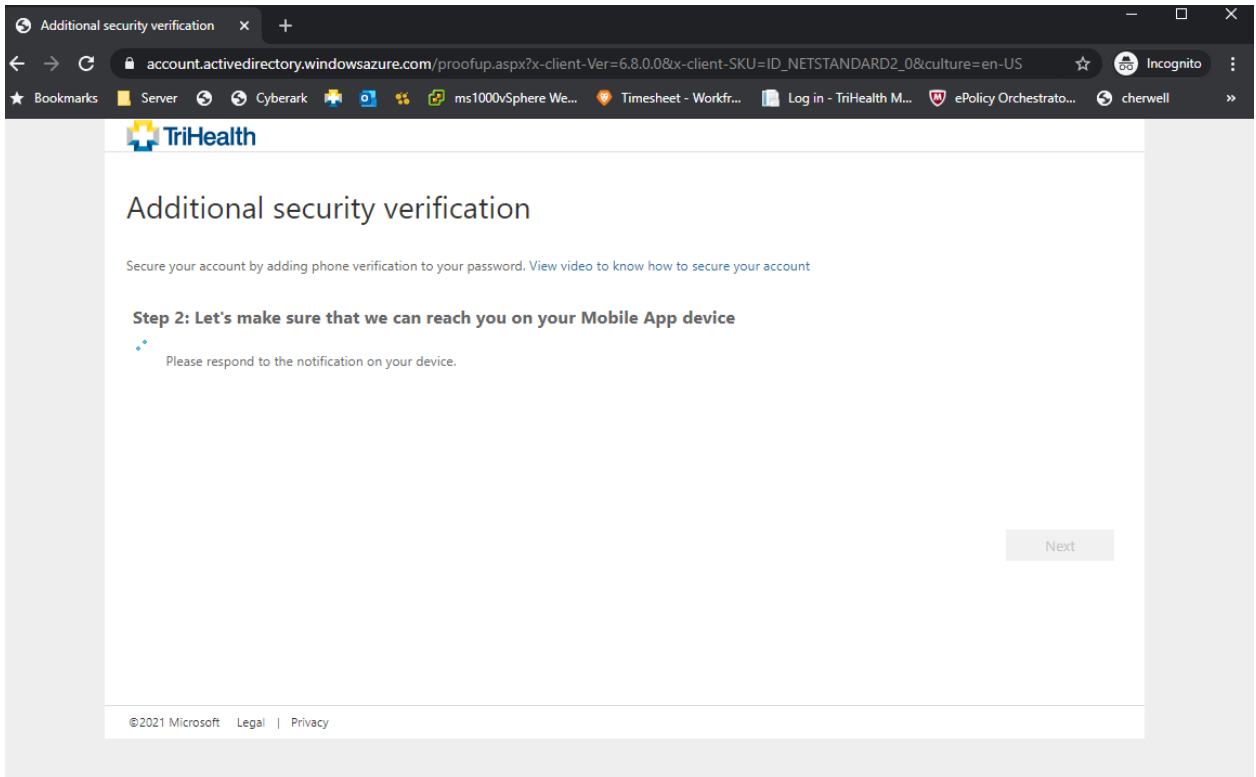 Additional security verification
account.activedirectory.windowsazure.com/proofup.aspx?x-client-Ver=6.8.0.0&x-client-SKU=ID_NETSTANDARD2_0&culture=en-US
Incognito
Bookmarks Server Cyberark ms1000vSphere We... Timesheet - Workfr... Log in - TriHealth M... ePolicy Orchestrato... cherwell »
TriHealth
Additional security verification
Secure your account by adding phone verification to your password. View video to know how to secure your account
Step 2: Let's make sure that we can reach you on your Mobile App device
Please respond to the notification on your device.
Next
©2021 Microsoft Legal | Privacy